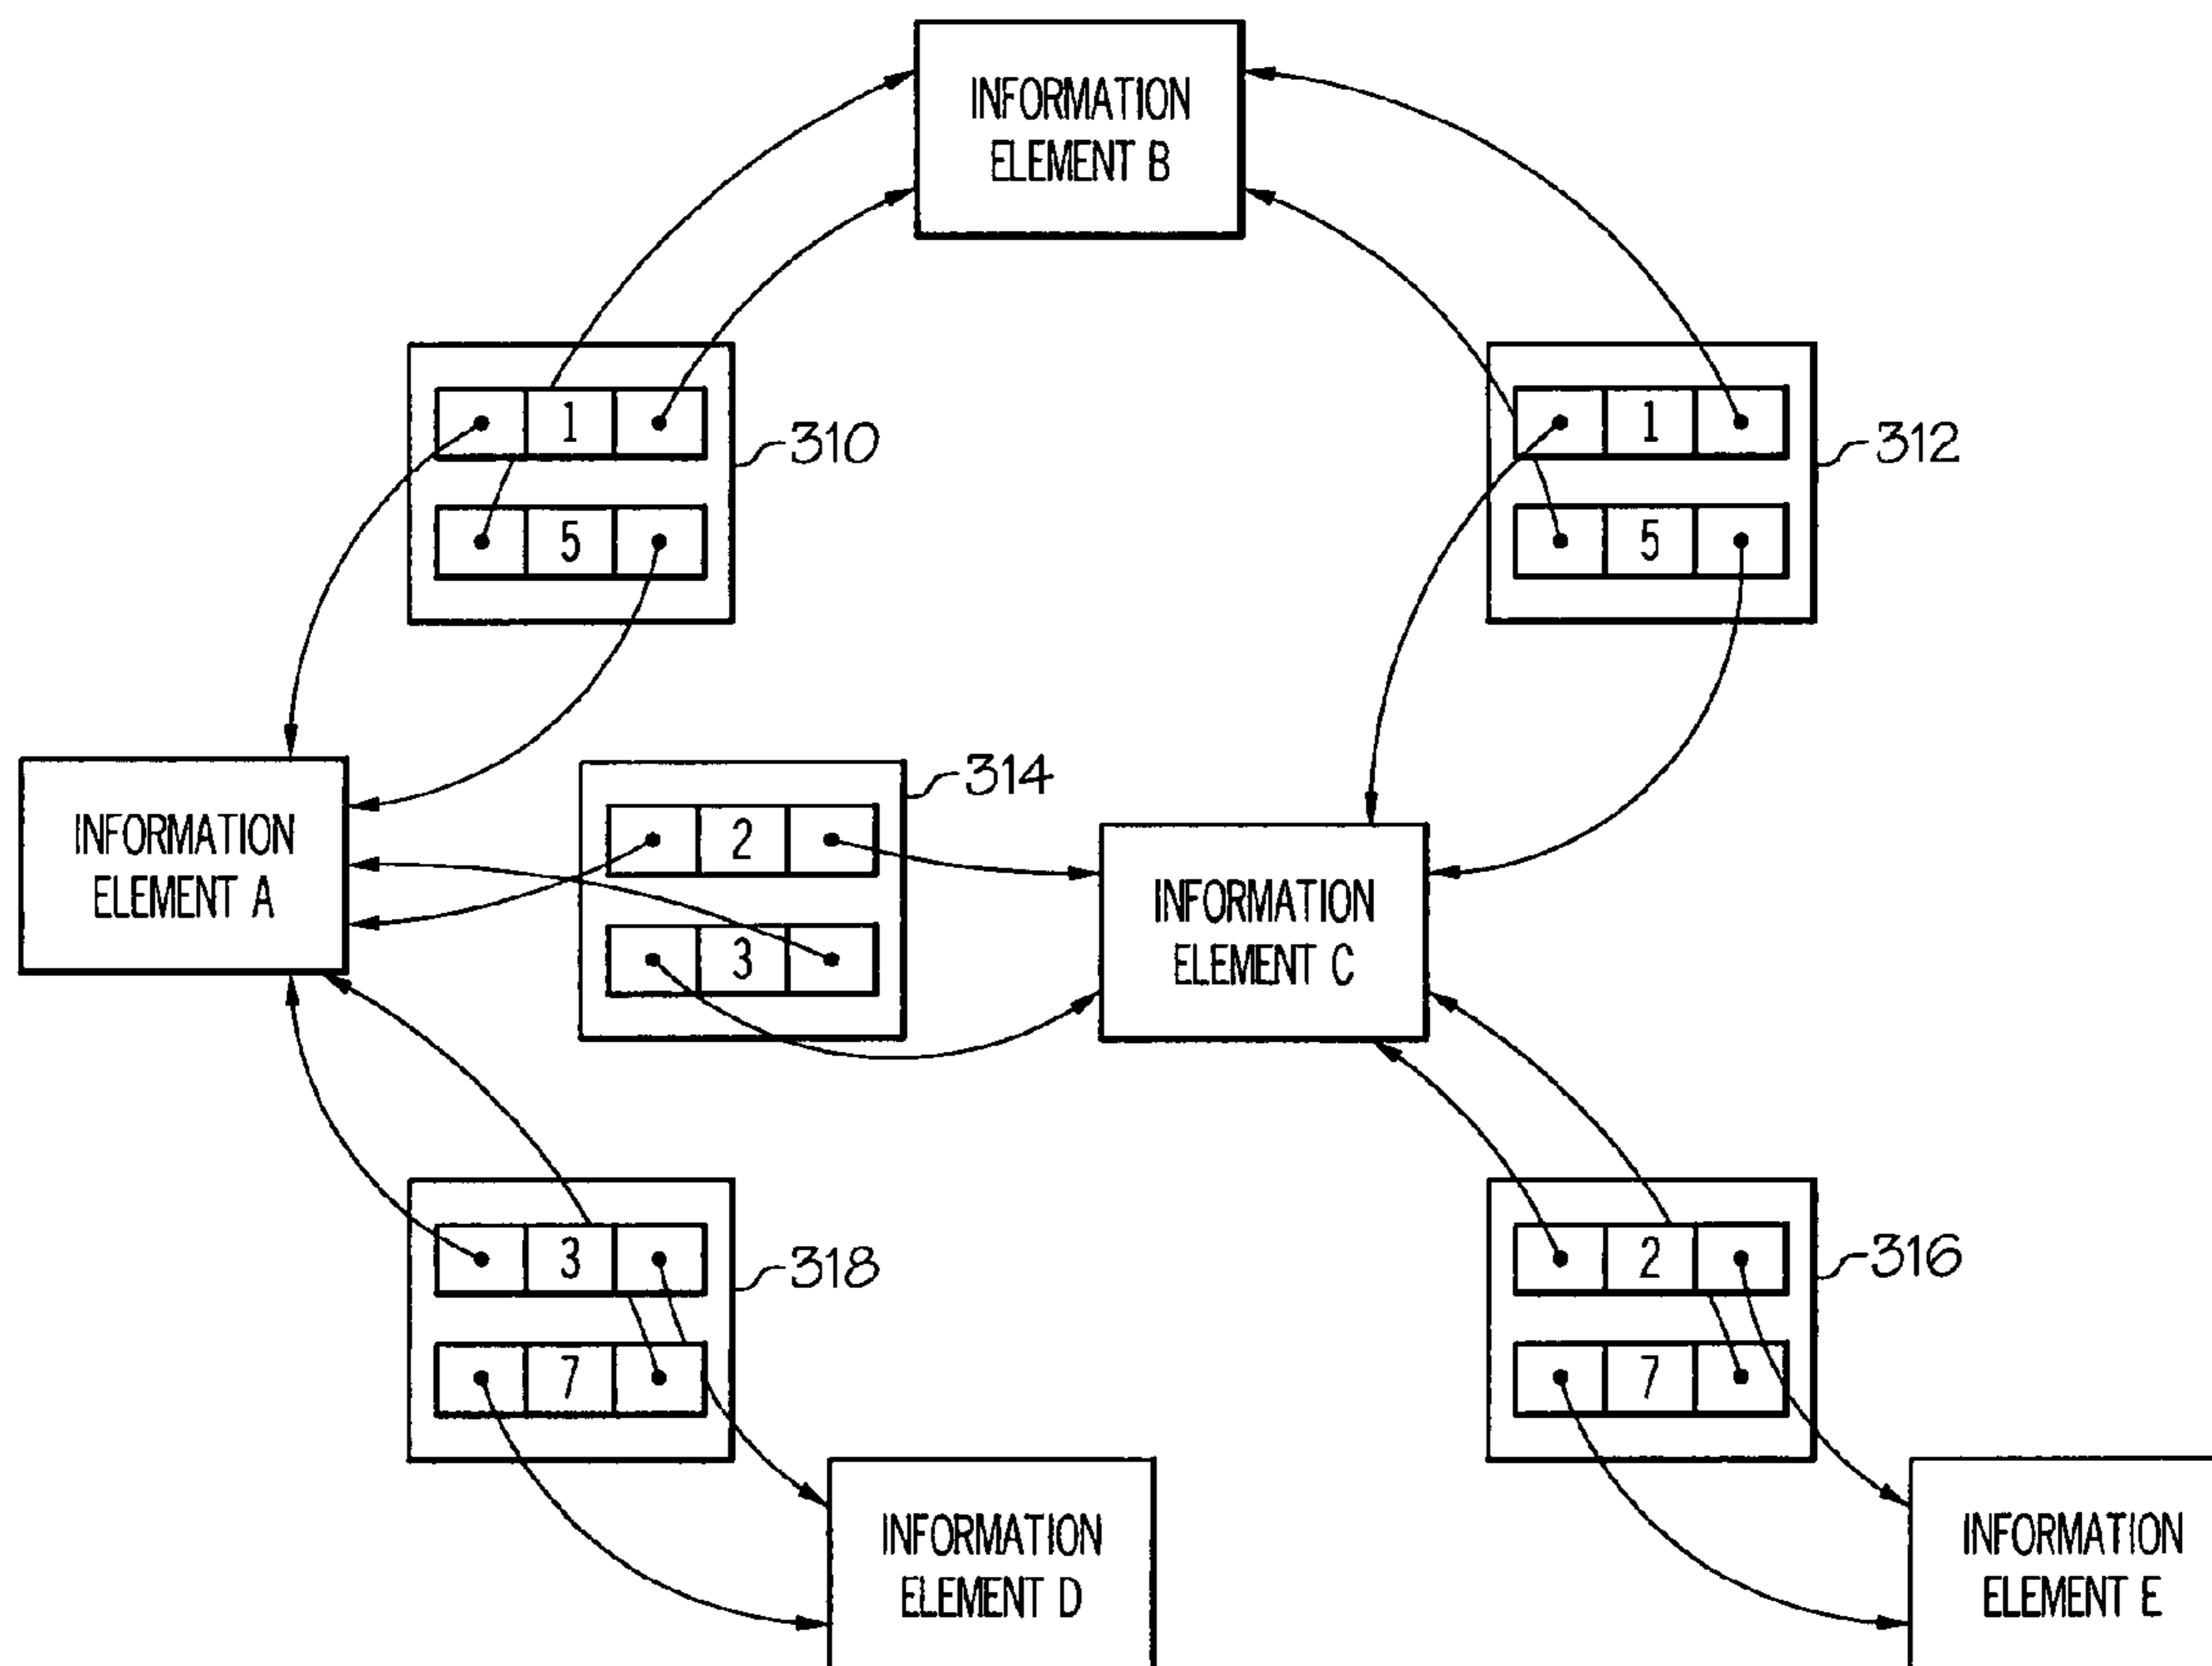 INFORMATION
ELEMENT B
1
310
5
1
312
5
314
2
3
INFORMATION
ELEMENT A
INFORMATION
ELEMENT C
3
318
7
2
316
7
INFORMATION
ELEMENT D
INFORMATION
ELEMENT E